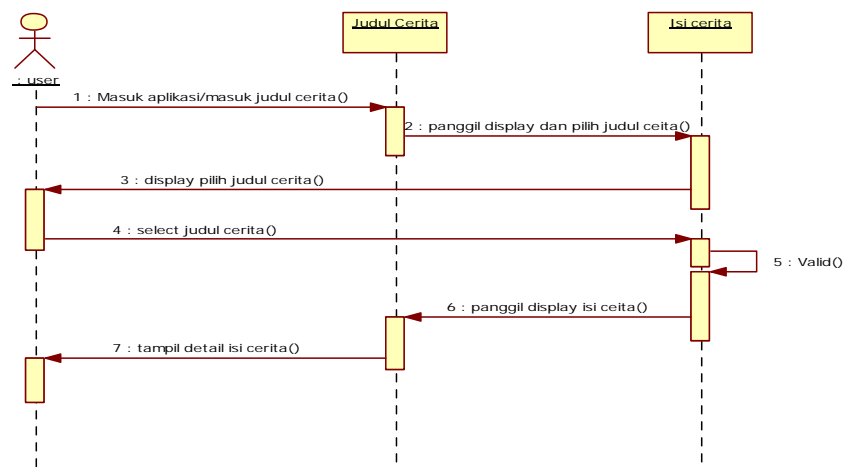 Judul Cerita
Isi cerita
: user
1 : Masuk aplikasi/masuk judul cerita()
2 : panggil display dan pilih judul ceita()
3 : display pilih judul cerita()
4 : select judul cerita()
5 : Valid()
6 : panggil display isi ceita()
7 : tampil detail isi cerita()